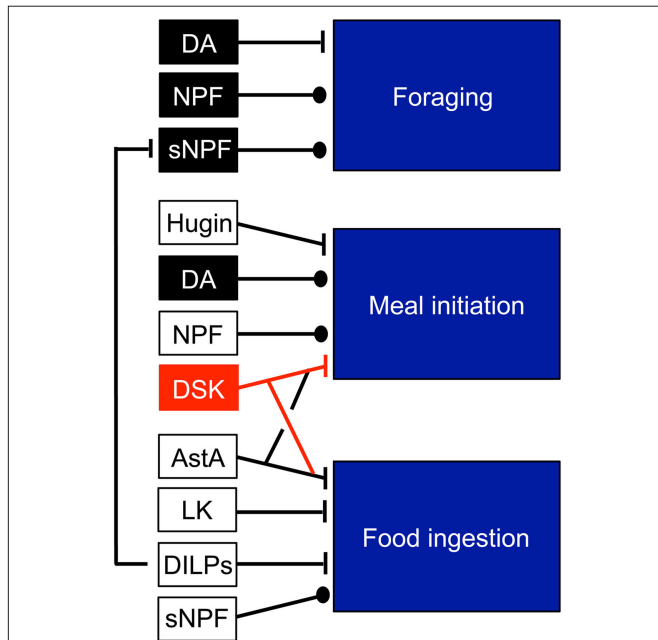 DA
NPF
sNPF
Foraging
Hugin
DA
NPF
DSK
Meal initiation
AstA
LK
DILPs
sNPF
Food ingestion